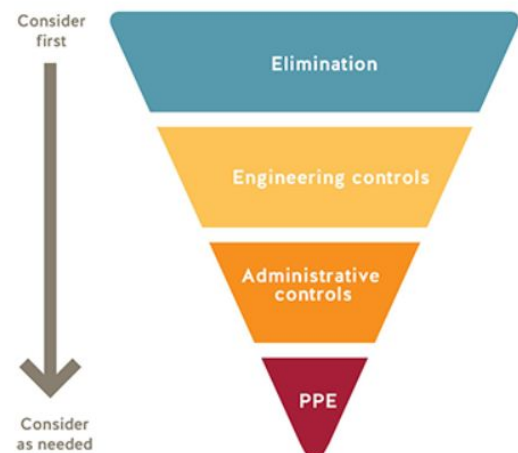 Consider
first
Elimination
Engineering controls
Administrative
controls
PPE
Consider
as needed